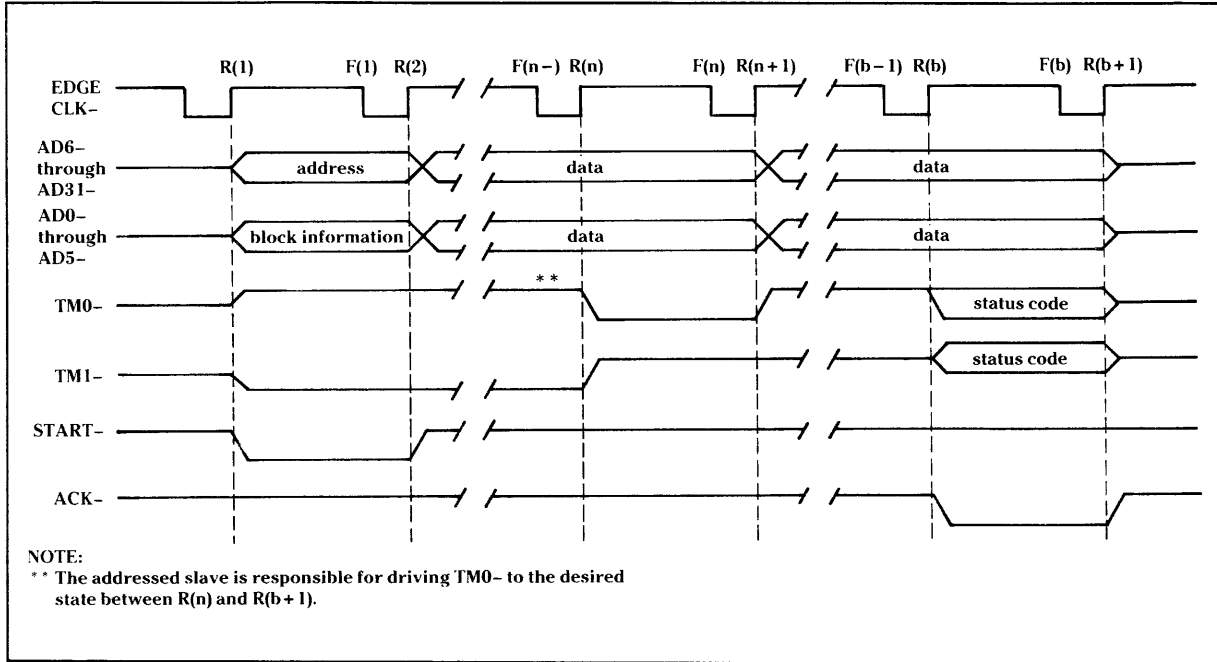 R(1) F(1) R(2) F(n-) R(n) F(n) R(n+1) F(b-1) R(b) F(b) R(b+1)
EDGE
CLK-
AD6-
through
AD31-
address data data
AD0-
through
AD5-
block information data data
**
TM0- status code
TM1- status code
START-
ACK-
NOTE:
** The addressed slave is responsible for driving TM0- to the desired
state between R(n) and R(b+1).